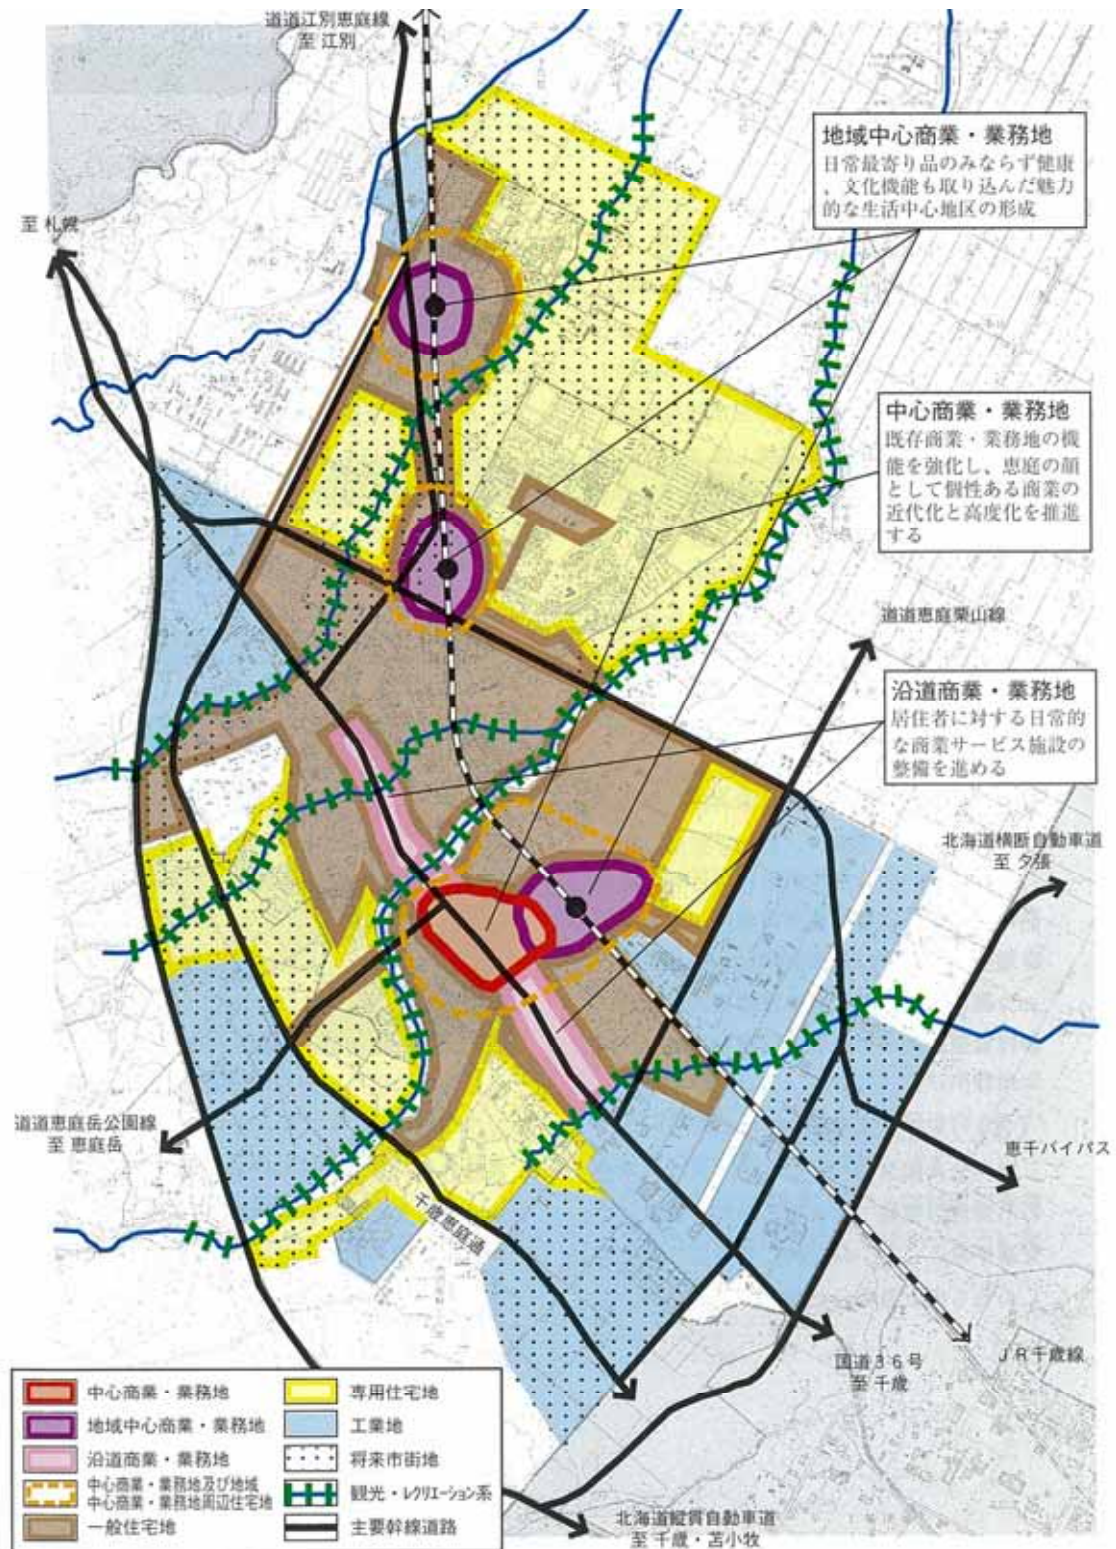 道道江別恵庭線
至 江別
至 札幌
地域中心商業・業務地
日常最寄り品のみならず健康
、文化機能も取り込んだ魅力
的な生活中心地区の形成
中心商業・業務地
既存商業・業務地の機
能を強化し、恵庭の顔
として個性ある商業の
近代化と高度化を推進
する
道道恵庭栗山線
沿道商業・業務地
居住者に対する日常的
な商業サービス施設の
整備を進める
北海道横断自動車道
至 夕張
道道恵庭岳公園線
至 恵庭岳
恵千バイパス
千歳恵庭通
国道36号
至 千歳
JR千歳線
北海道縦貫自動車道
至 千歳・苫小牧
中心商業・業務地
地域中心商業・業務地
沿道商業・業務地
中心商業・業務地及び地域
中心商業・業務地周辺住宅地
一般住宅地
専用住宅地
工業地
将来市街地
観光・レクリエーション系
主要幹線道路